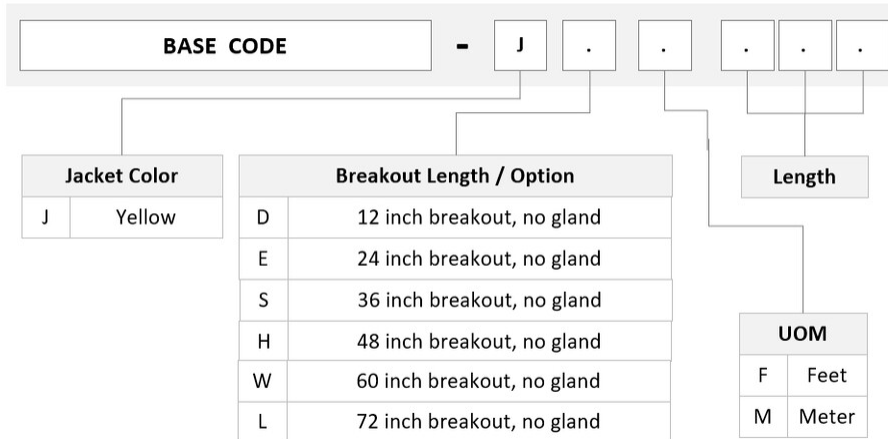 BASE CODE - J . . . . .
Jacket Color
J Yellow
Breakout Length / Option
D 12 inch breakout, no gland
E 24 inch breakout, no gland
S 36 inch breakout, no gland
H 48 inch breakout, no gland
W 60 inch breakout, no gland
L 72 inch breakout, no gland
Length
UOM
F Feet
M Meter